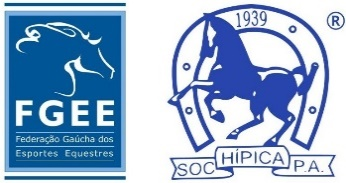 FGEE
Federação Gaúcha dos
Esportes Equestres
1939
®
SOC HÍPICA P.A.